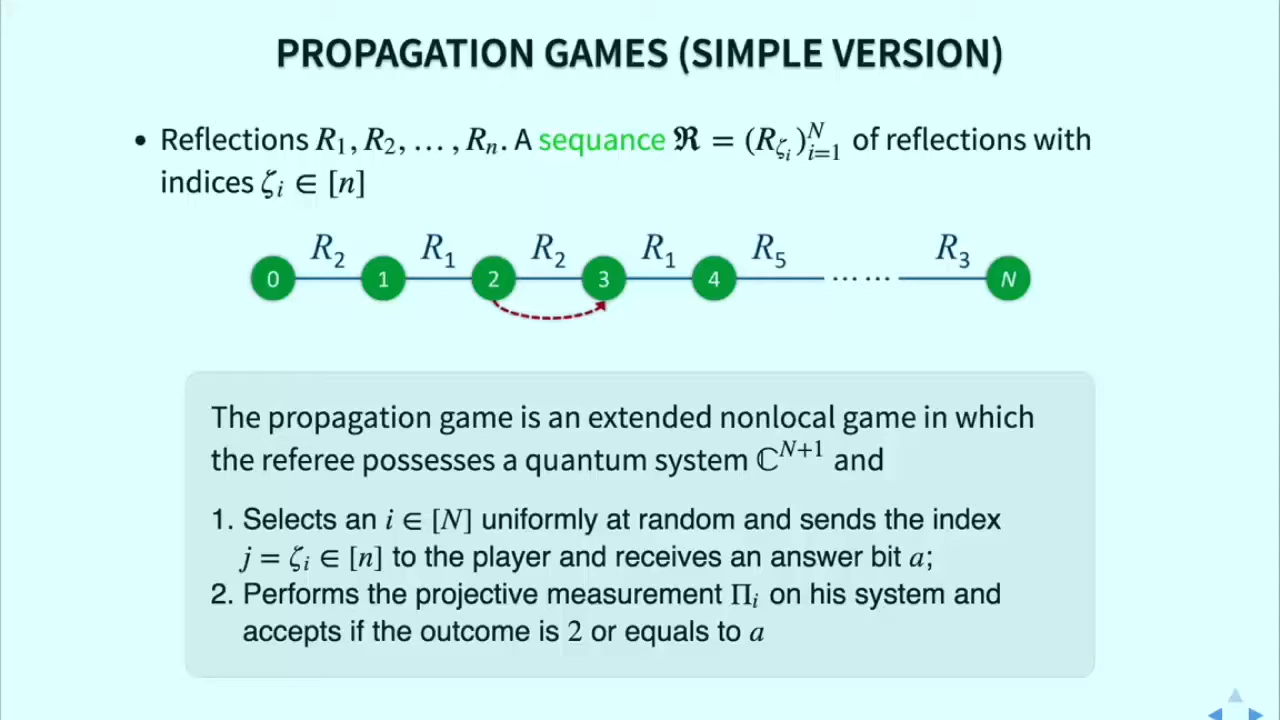 PROPAGATION GAMES (SIMPLE VERSION)
• Reflections R₁, R₂, …, Rₙ. A sequance ℜ = (R_{ζᵢ})ᵢ₌₁ᴺ of reflections with
indices ζᵢ ∈ [n]
R₂ R₁ R₂ R₁ R₅ R₃
0 1 2 3 4 …… N
The propagation game is an extended nonlocal game in which
the referee possesses a quantum system ℂᴺ⁺¹ and
1. Selects an i ∈ [N] uniformly at random and sends the index
j = ζᵢ ∈ [n] to the player and receives an answer bit a;
2. Performs the projective measurement Πᵢ on his system and
accepts if the outcome is 2 or equals to a